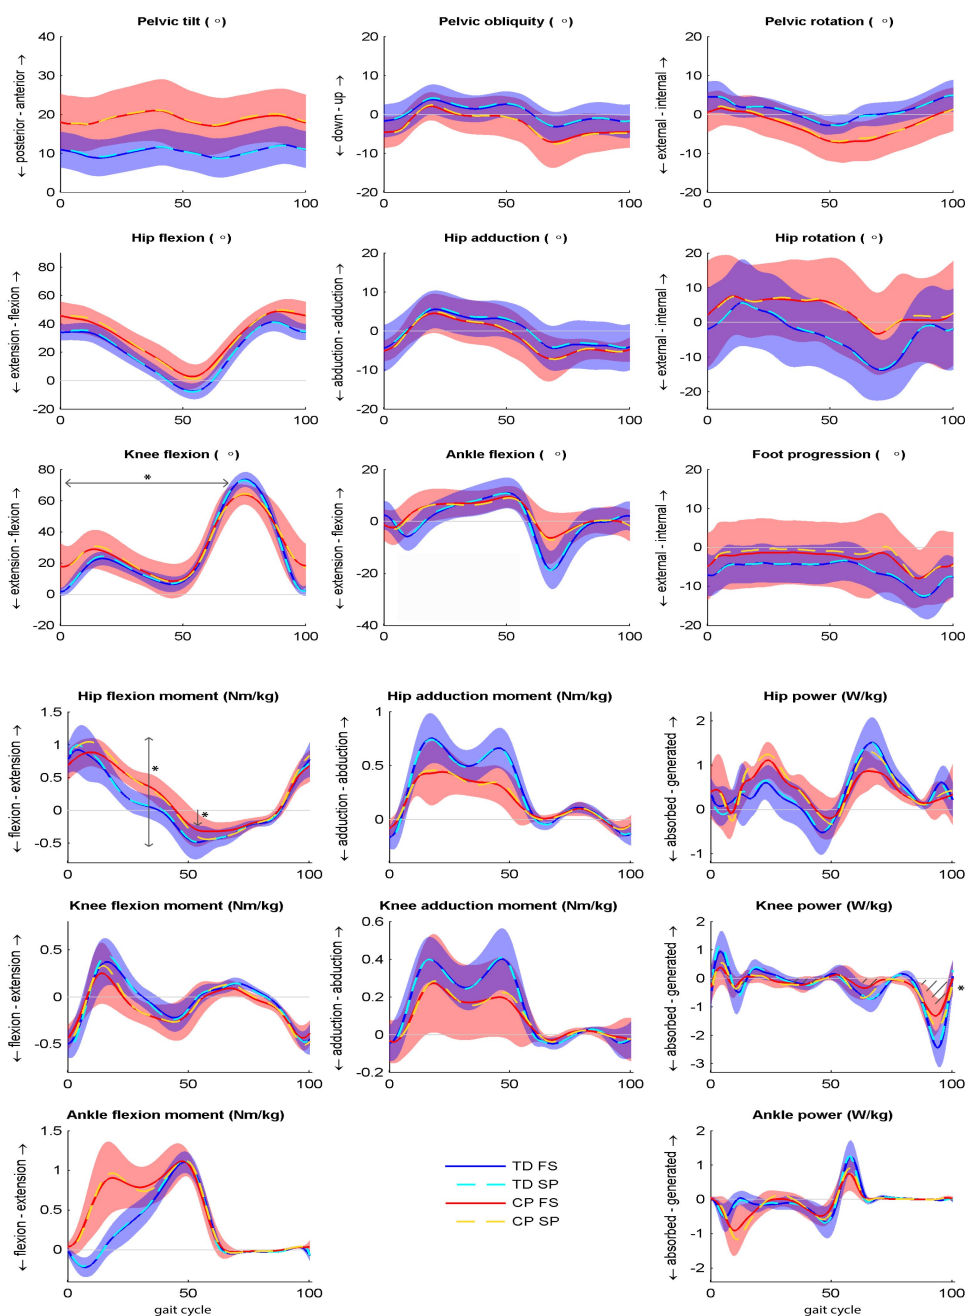 Pelvic tilt ( ° )
Pelvic obliquity ( ° )
Pelvic rotation ( ° )
← posterior - anterior →
40
30
20
10
0
0 50 100
← down - up →
20
10
0
-10
-20
0 50 100
← external - internal →
20
10
0
-10
-20
0 50 100
Hip flexion ( ° )
Hip adduction ( ° )
Hip rotation ( ° )
← extension - flexion →
80
60
40
20
0
-20
0 50 100
← abduction - adduction →
20
10
0
-10
-20
0 50 100
← external - internal →
20
10
0
-10
-20
0 50 100
Knee flexion ( ° )
Ankle flexion ( ° )
Foot progression ( ° )
← extension - flexion →
80
60
40
20
0
20
*
0 50 100
← extension - flexion →
20
0
-20
-40
0 50 100
← external - internal →
20
10
0
-10
-20
0 50 100
Hip flexion moment (Nm/kg)
Hip adduction moment (Nm/kg)
Hip power (W/kg)
← flexion - extension →
1.5
1
0.5
0
-0.5
*
*
0 50 100
← adduction - abduction →
1
0.5
0
0 50 100
← absorbed - generated →
2
1
0
-1
0 50 100
Knee flexion moment (Nm/kg)
Knee adduction moment (Nm/kg)
Knee power (W/kg)
← flexion - extension →
0.5
0
-0.5
0 50 100
← adduction - abduction →
0.6
0.4
0.2
0
-0.2
0 50 100
← absorbed - generated →
2
1
0
-1
-2
-3
*
0 50 100
Ankle flexion moment (Nm/kg)
Ankle power (W/kg)
← flexion - extension →
1.5
1
0.5
0
0 50 100
gait cycle
TD FS
TD SP
CP FS
CP SP
← absorbed - generated →
2
1
0
-1
-2
0 50 100
gait cycle